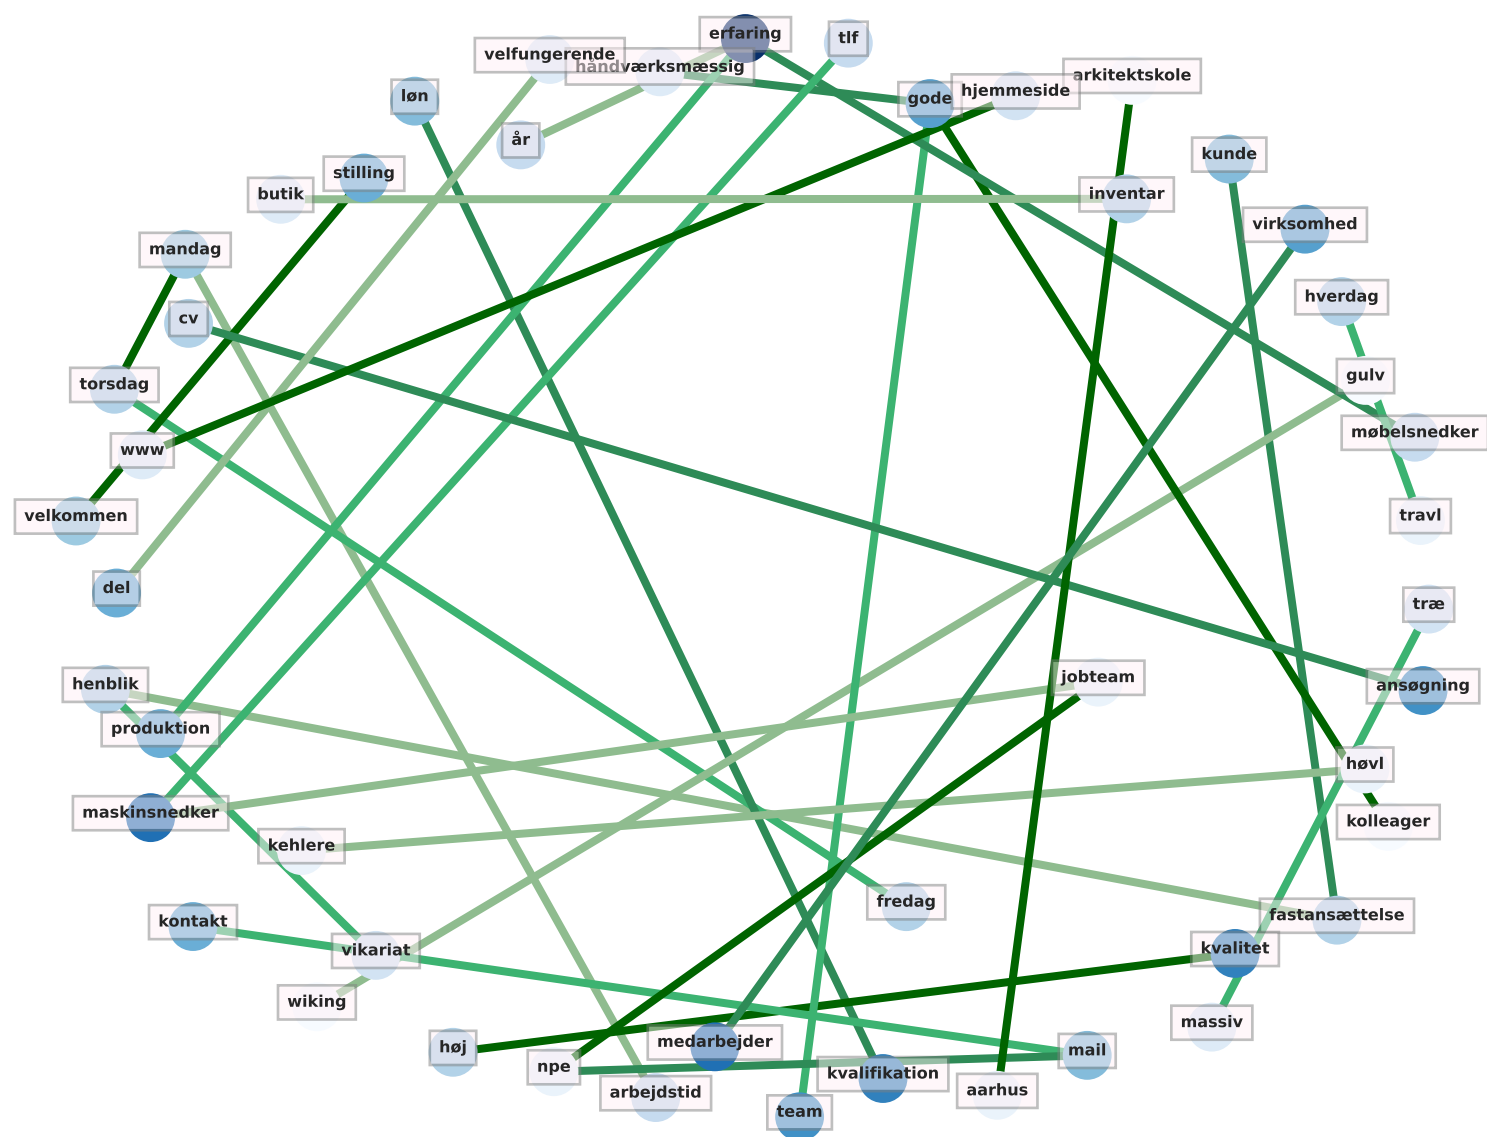 erfaring
tlf
velfungerende
håndværksmæssig
arkitektskole
hjemmeside
gode
løn
år
kunde
stilling
butik
inventar
virksomhed
mandag
hverdag
cv
gulv
torsdag
møbelsnedker
www
velkommen
travl
del
træ
jobteam
henblik
ansøgning
produktion
høvl
maskinsnedker
kolleager
kehlere
fredag
fastansættelse
kontakt
vikariat
kvalitet
wiking
massiv
høj
medarbejder
mail
npe
kvalifikation
arbejdstid
aarhus
team